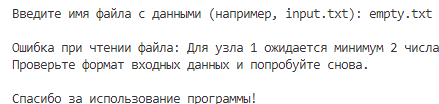 Введите имя файла с данными (например, input.txt): empty.txt
Ошибка при чтении файла: Для узла 1 ожидается минимум 2 числа
Проверьте формат входных данных и попробуйте снова.
Спасибо за использование программы!